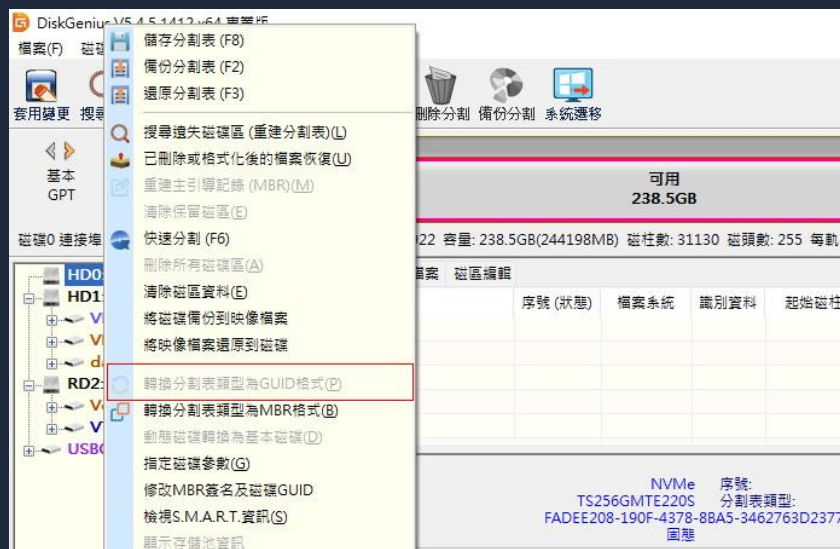 DiskGenius V5.4.5.1412 x64 專業版
檔案(F)
套用變更
刪除分割 備份分割 系統遷移
基本
GPT
可用
238.5GB
磁碟0 連接埠
22 容量: 238.5GB(244198MB) 磁柱數: 31130 磁頭數: 255 每軌
儲存分割表 (F8)
備份分割表 (F2)
還原分割表 (F3)
搜尋遺失磁碟區 (重建分割表)(L)
已刪除或格式化後的檔案恢復(U)
重建主引導記錄 (MBR)(M)
清除保留磁區(E)
快速分割 (F6)
刪除所有磁碟區(A)
清除磁區資料(E)
將磁碟備份到映像檔案
將映像檔案還原到磁碟
轉換分割表類型為GUID格式(P)
轉換分割表類型為MBR格式(B)
動態磁碟轉換為基本磁碟(D)
指定磁碟參數(G)
修改MBR簽名及磁碟GUID
檢視S.M.A.R.T.資訊(S)
顯示存儲池資訊
HD0:
HD1:
RD2:
檔案 磁區編輯
序號 (狀態) 檔案系統 識別資料 起始磁柱
NVMe 序號:
TS256GMTE220S 分割表類型:
FADEE208-190F-4378-8BA5-3462763D2377
固態